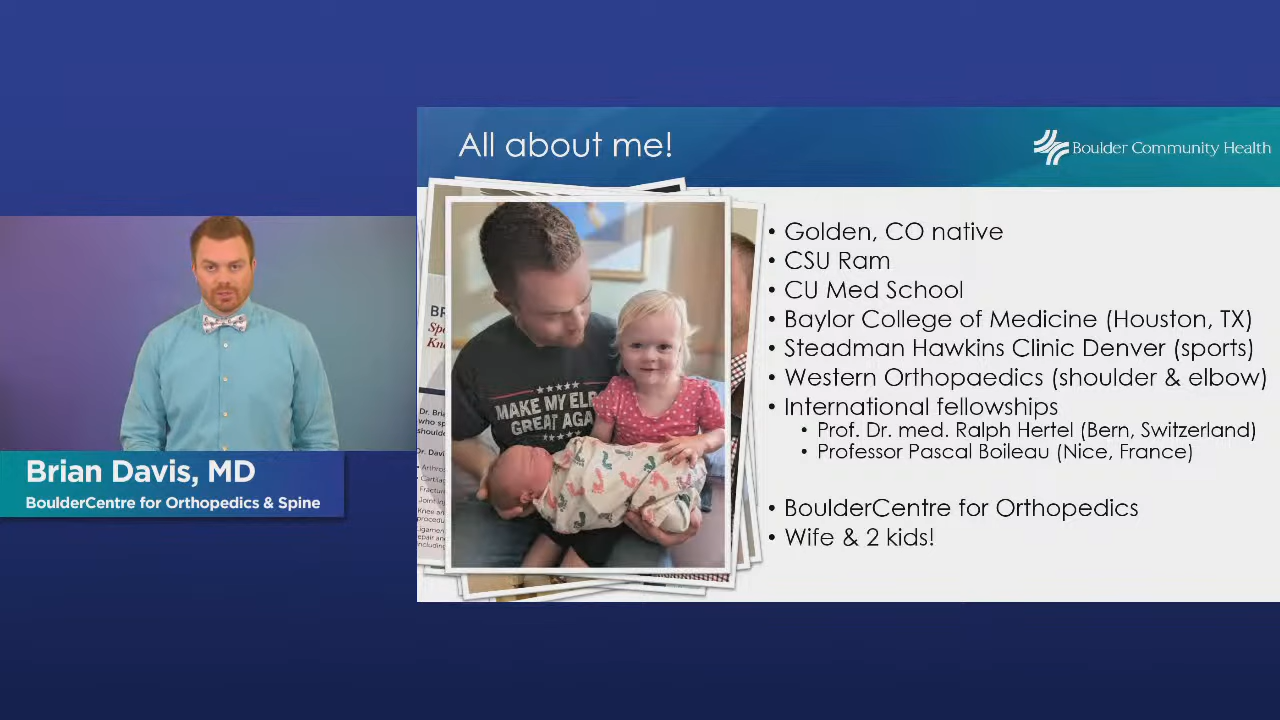 All about me!
Boulder Community Health
• Golden, CO native
• CSU Ram
• CU Med School
• Baylor College of Medicine (Houston, TX)
• Steadman Hawkins Clinic Denver (sports)
• Western Orthopaedics (shoulder & elbow)
• International fellowships
• Prof. Dr. med. Ralph Hertel (Bern, Switzerland)
• Professor Pascal Boileau (Nice, France)
• BoulderCentre for Orthopedics
• Wife & 2 kids!
MAKE MY
GREAT
Dr.
who
Dr.
Brian Davis, MD
BoulderCentre for Orthopedics & Spine